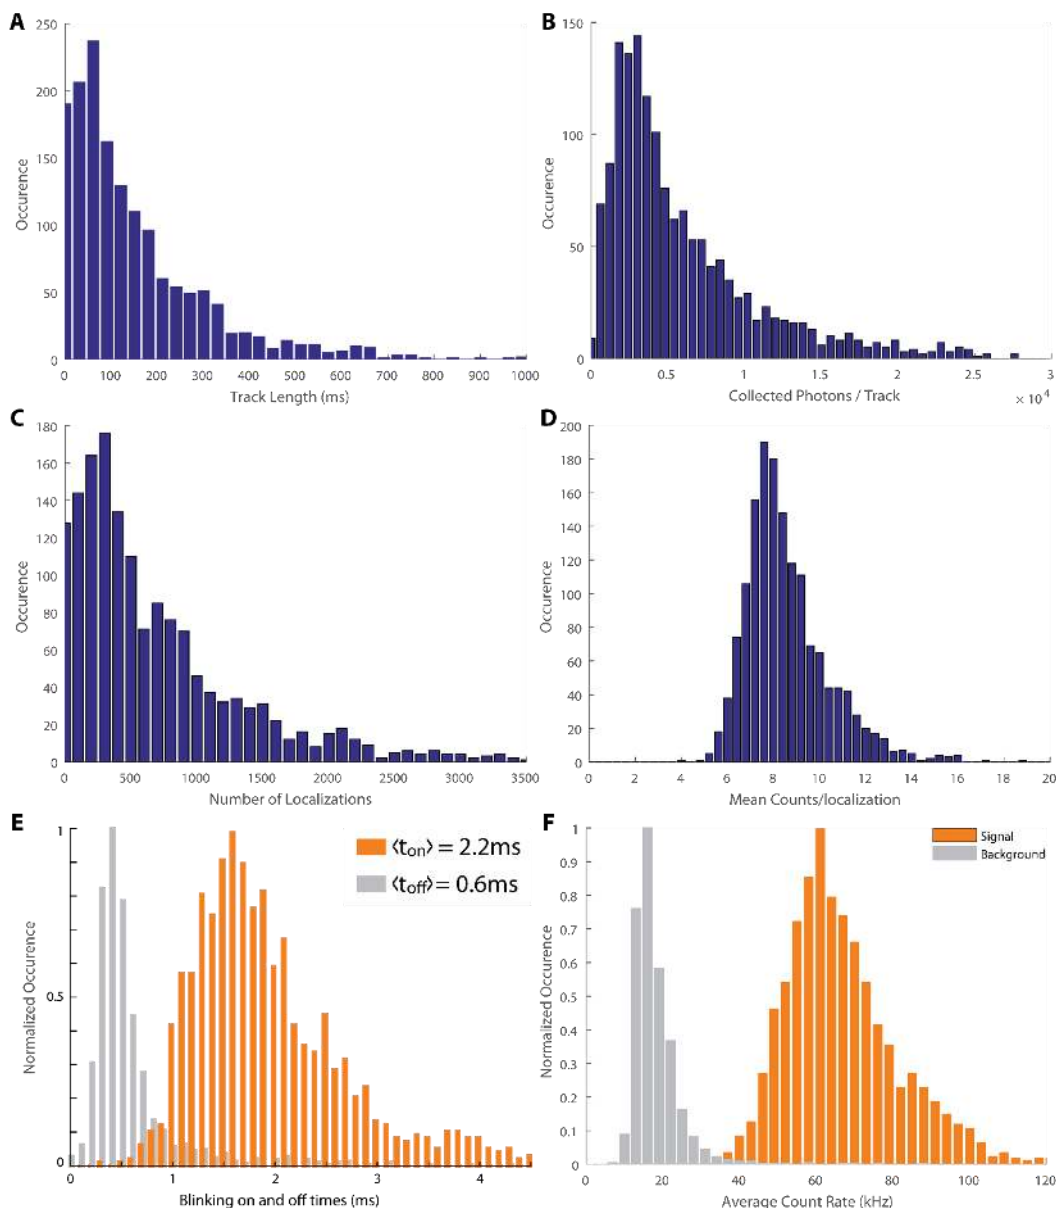 A
250
200
150
100
50
0
Occurence
0 100 200 300 400 500 600 700 800 900 1000
Track Length (ms)
B
150
100
50
0
Occurence
0 0.5 1 1.5 2 2.5 3
Collected Photons / Track
× 10⁴
C
180
160
140
120
100
80
60
40
20
0
Occurence
0 500 1000 1500 2000 2500 3000 3500
Number of Localizations
D
200
180
160
140
120
100
80
60
40
20
0
Occurence
0 2 4 6 8 10 12 14 16 18 20
Mean Counts/localization
E
1
0.5
0
Normalized Occurence
⟨ton⟩ = 2.2ms
⟨toff⟩ = 0.6ms
0 1 2 3 4
Blinking on and off times (ms)
F
1
0.9
0.8
0.7
0.6
0.5
0.4
0.3
0.2
0.1
0
Normalized Occurence
Signal
Background
0 20 40 60 80 100 120
Average Count Rate (kHz)